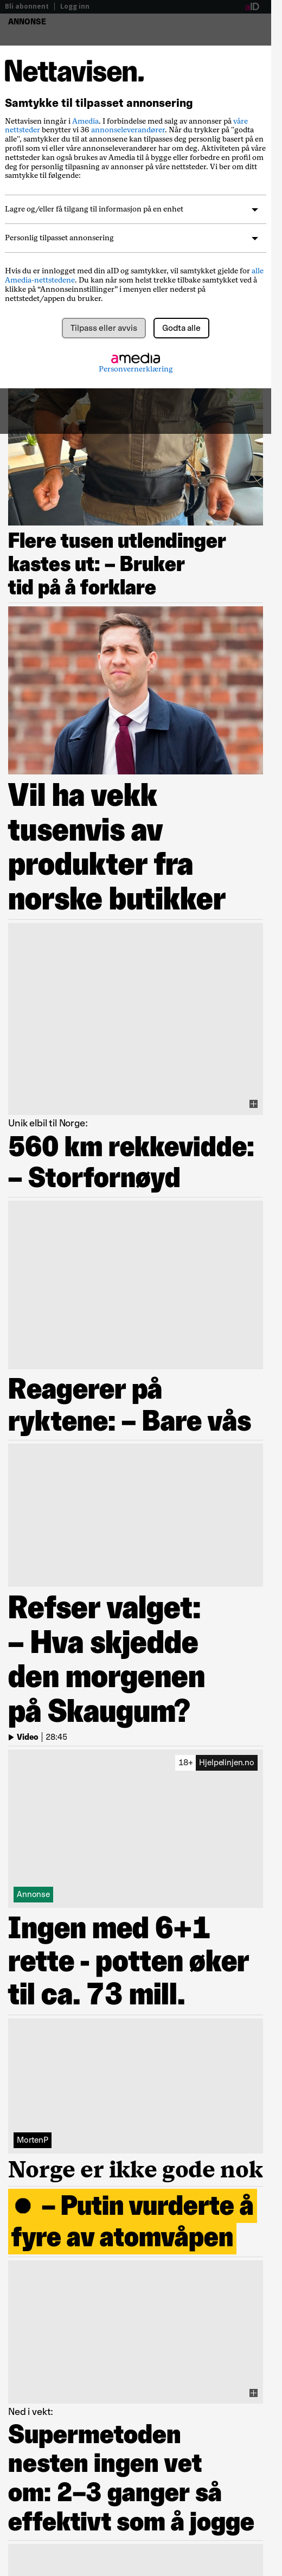 Bli abonnent | Logg inn
aID
ANNONSE
Nettavisen.
Samtykke til tilpasset annonsering
Nettavisen inngår i Amedia. I forbindelse med salg av annonser på våre
nettsteder benytter vi 36 annonseleverandører. Når du trykker på "godta
alle", samtykker du til at annonsene kan tilpasses deg personlig basert på en
profil som vi eller våre annonseleverandører har om deg. Aktiviteten på våre
nettsteder kan også brukes av Amedia til å bygge eller forbedre en profil om
deg for personlig tilpasning av annonser på våre nettsteder. Vi ber om ditt
samtykke til følgende:
Lagre og/eller få tilgang til informasjon på en enhet
Personlig tilpasset annonsering
Hvis du er innlogget med din aID og samtykker, vil samtykket gjelde for alle
Amedia-nettstedene. Du kan når som helst trekke tilbake samtykket ved å
klikke på “Annonseinnstillinger” i menyen eller nederst på
nettstedet/appen du bruker.
Tilpass eller avvis
Godta alle
amedia
Personvernerklæring
Flere tusen utlendinger
kastes ut: – Bruker
tid på å forklare
Vil ha vekk
tusenvis av
produkter fra
norske butikker
Unik elbil til Norge:
560 km rekkevidde:
– Storfornøyd
Reagerer på
ryktene: – Bare vås
Refser valget:
– Hva skjedde
den morgenen
på Skaugum?
Video | 28:45
18+ Hjelpelinjen.no
Annonse
Ingen med 6+1
rette - potten øker
til ca. 73 mill.
MortenP
Norge er ikke gode nok
– Putin vurderte å
fyre av atomvåpen
Ned i vekt:
Supermetoden
nesten ingen vet
om: 2–3 ganger så
effektivt som å jogge